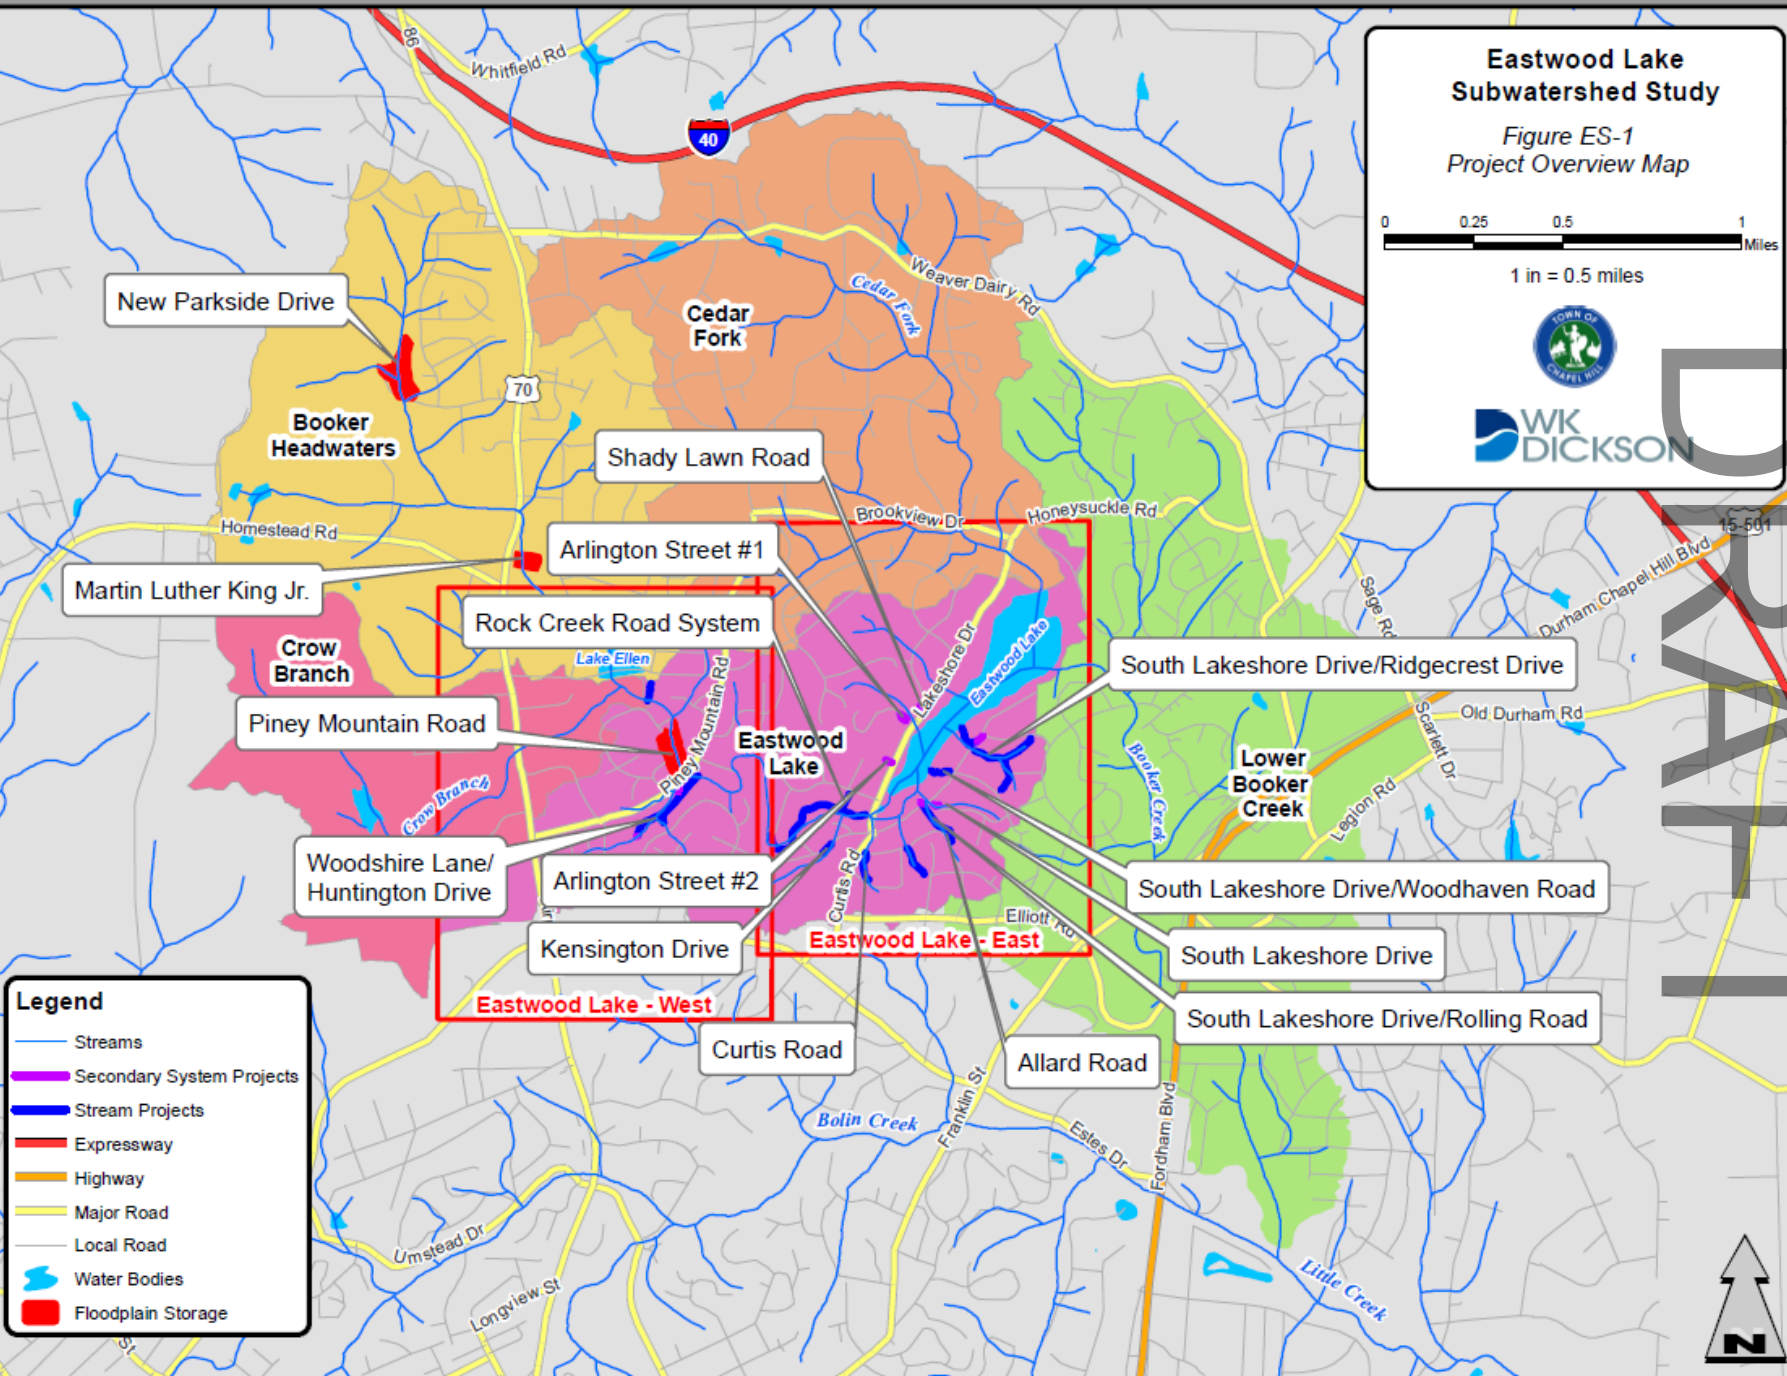 Eastwood Lake
Subwatershed Study
Figure ES-1
Project Overview Map
0 0.25 0.5 1
Miles
1 in = 0.5 miles
TOWN OF
CHAPEL HILL
WK
DICKSON
DRAFT
86
Whitfield Rd
40
Weaver Dairy Rd
Cedar Fork
Cedar
Fork
New Parkside Drive
70
Booker
Headwaters
Shady Lawn Road
Homestead Rd
Brookview Dr
Honeysuckle Rd
15-501
Durham Chapel Hill Blvd
Sage Rd
Arlington Street #1
Martin Luther King Jr.
Rock Creek Road System
Crow
Branch
Lake Ellen
Piney Mountain Rd
Lakeshore Dr
Eastwood Lake
South Lakeshore Drive/Ridgecrest Drive
Piney Mountain Road
Eastwood
Lake
Old Durham Rd
Scarlett Dr
Booker Creek
Lower
Booker
Creek
Legion Rd
Crow Branch
Woodshire Lane/
Huntington Drive
Arlington Street #2
Curtis Rd
South Lakeshore Drive/Woodhaven Road
Elliott Rd
Eastwood Lake - East
Kensington Drive
South Lakeshore Drive
Eastwood Lake - West
South Lakeshore Drive/Rolling Road
Curtis Road
Allard Road
Franklin St
Bolin Creek
Estes Dr
Fordham Blvd
Umstead Dr
Longview St
Little Creek
St
Legend
Streams
Secondary System Projects
Stream Projects
Expressway
Highway
Major Road
Local Road
Water Bodies
Floodplain Storage
N